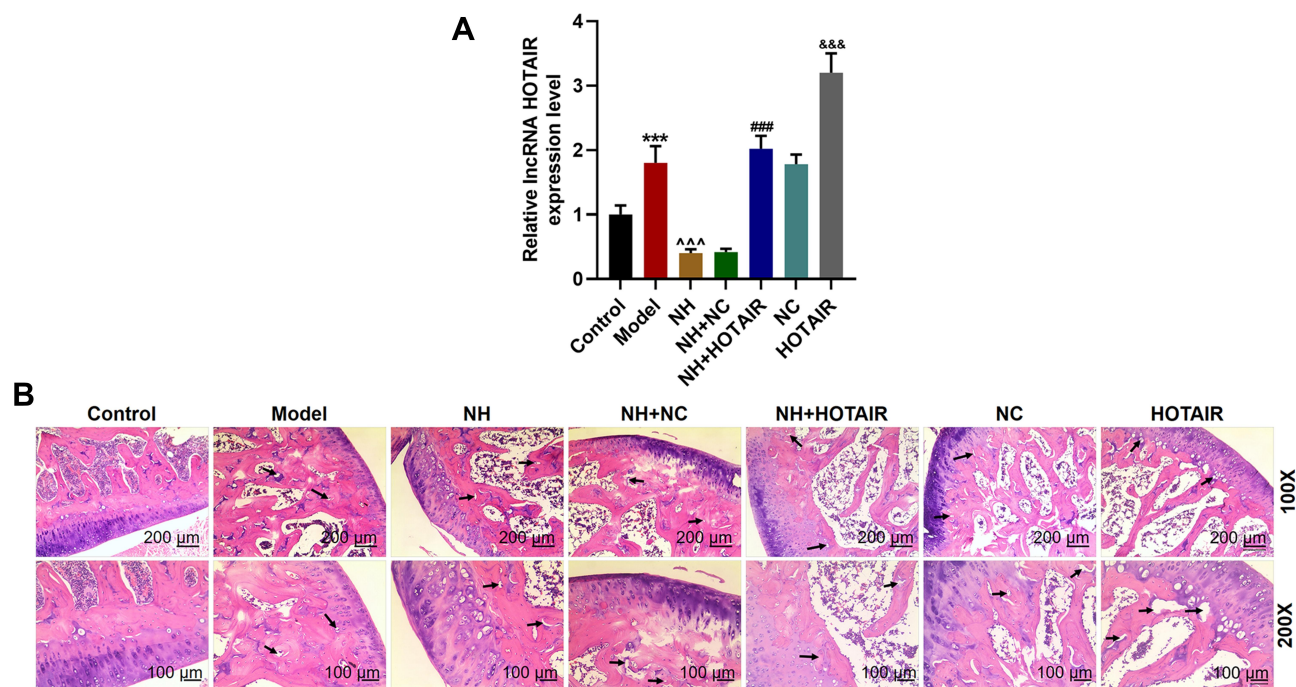 A
Relative lncRNA HOTAIR
expression level
4
3
2
1
0
***
^^^
###
&&&
Control
Model
NH
NH+NC
NH+HOTAIR
NC
HOTAIR
B
Control Model NH NH+NC NH+HOTAIR NC HOTAIR
200 μm 200 μm 200 μm 200 μm 200 μm 200 μm 200 μm
100X
100 μm 100 μm 100 μm 100 μm 100 μm 100 μm 100 μm
200X